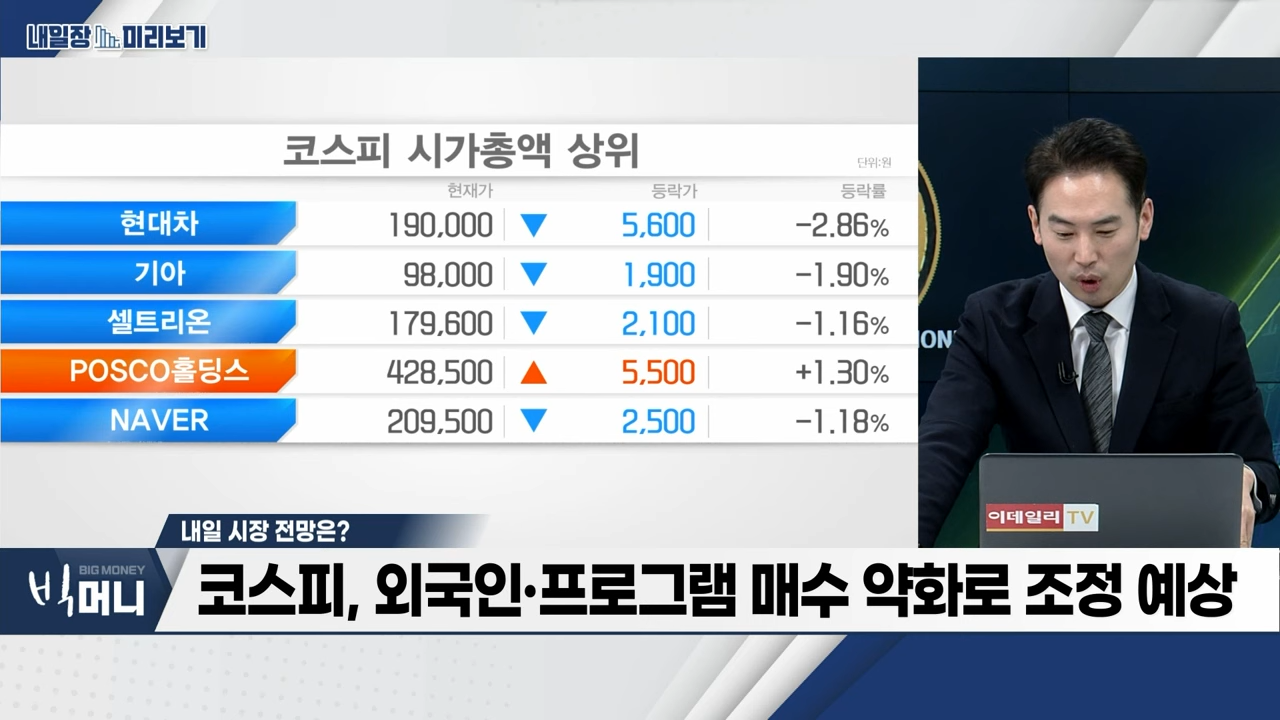 내일장 미리보기
코스피 시가총액 상위
단위:원
현재가 등락가 등락률
현대차 190,000 ▼ 5,600 -2.86%
기아 98,000 ▼ 1,900 -1.90%
셀트리온 179,600 ▼ 2,100 -1.16%
POSCO홀딩스 428,500 ▲ 5,500 +1.30%
NAVER 209,500 ▼ 2,500 -1.18%
이데일리 TV
내일 시장 전망은?
BIG MONEY
빅머니
코스피, 외국인·프로그램 매수 약화로 조정 예상